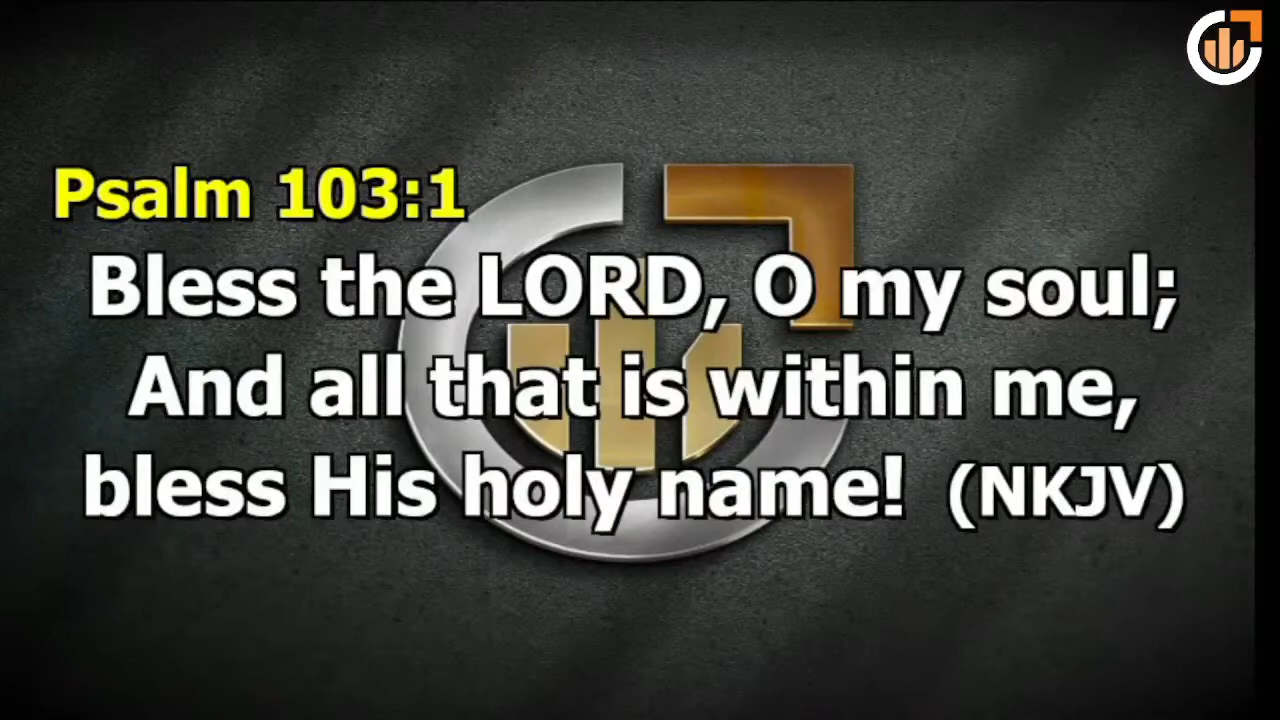 Psalm 103:1
Bless the LORD, O my soul;
And all that is within me,
bless His holy name! (NKJV)